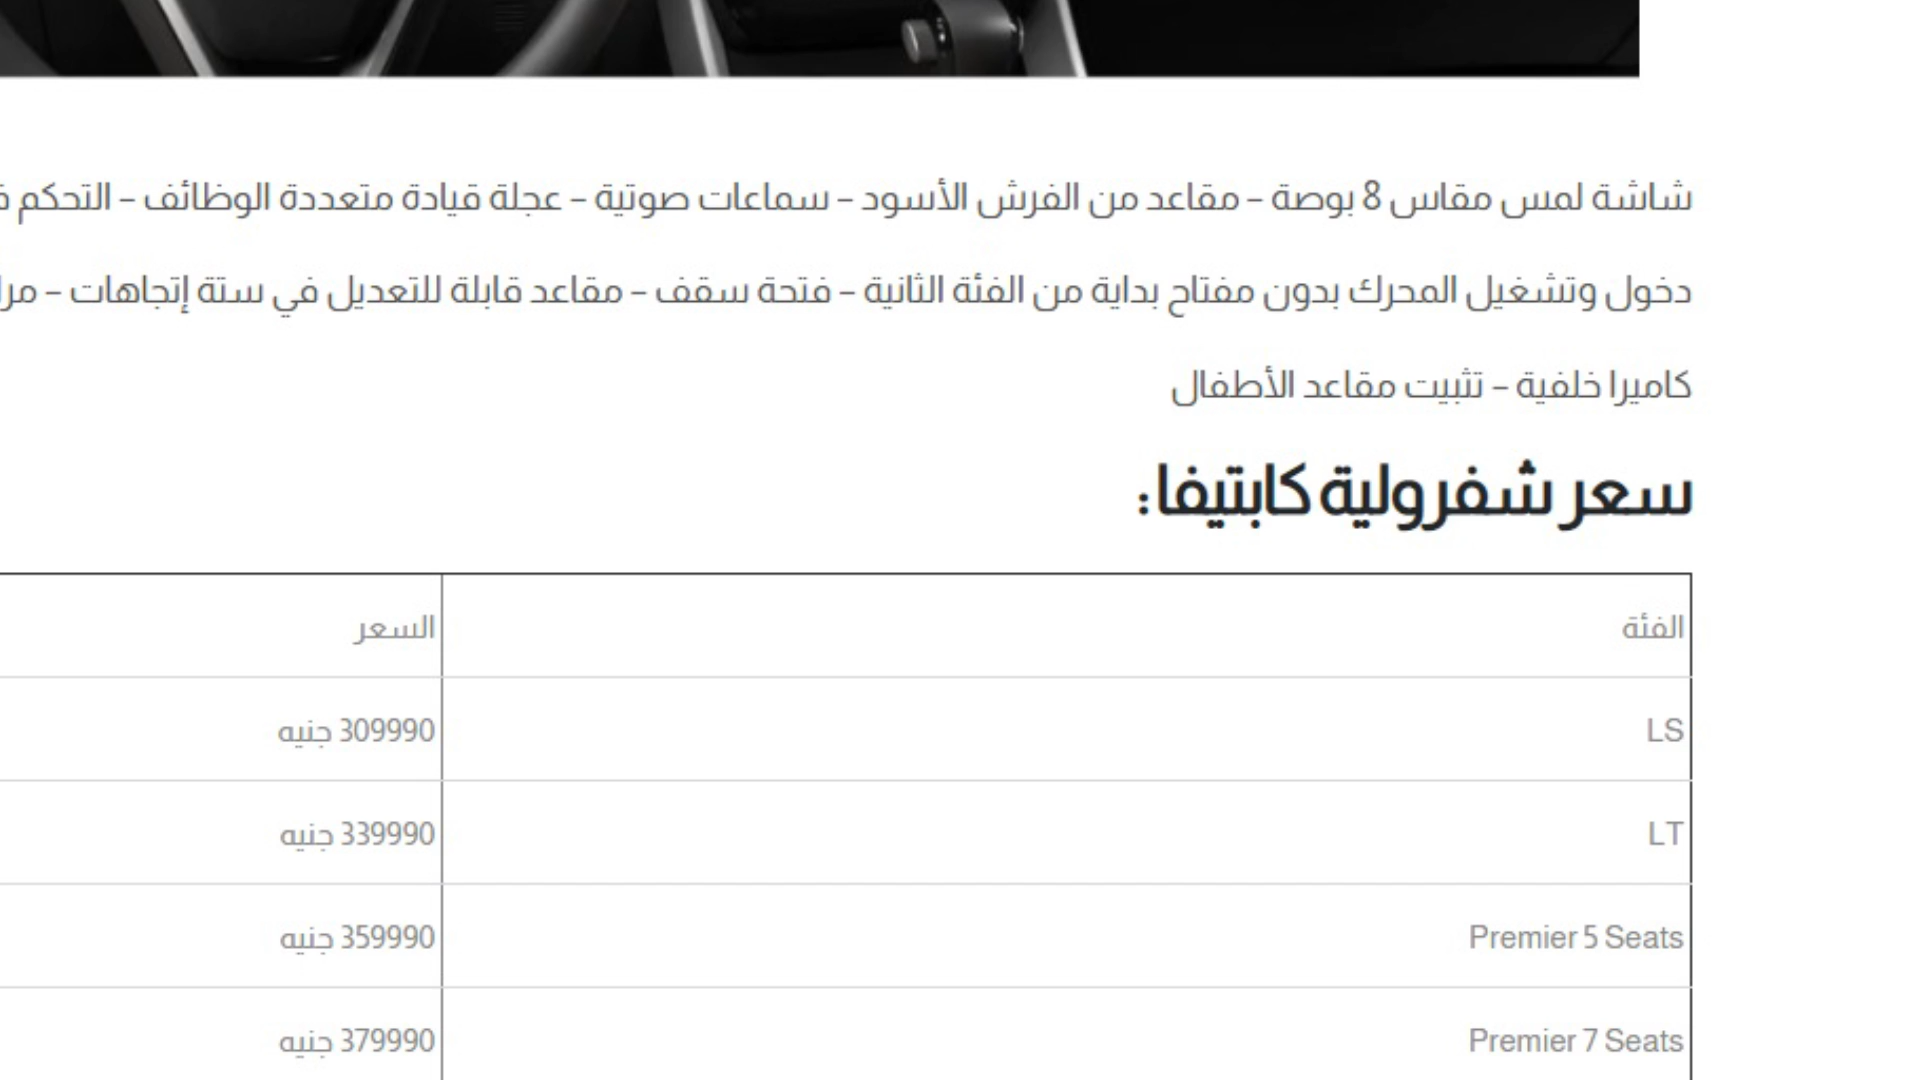 شاشة لمس مقاس 8 بوصة – مقاعد من الفرش الأسود – سماعات صوتية – عجلة قيادة متعددة الوظائف – التحكم
دخول وتشغيل المحرك بدون مفتاح بداية من الفئة الثانية – فتحة سقف – مقاعد قابلة للتعديل في ستة إتجاهات –
كاميرا خلفية – تثبيت مقاعد الأطفال
سعر شفرولية كابتيفا :
الفئة السعر
LS 309990 جنيه
LT 339990 جنيه
Premier 5 Seats 359990 جنيه
Premier 7 Seats 379990 جنيه